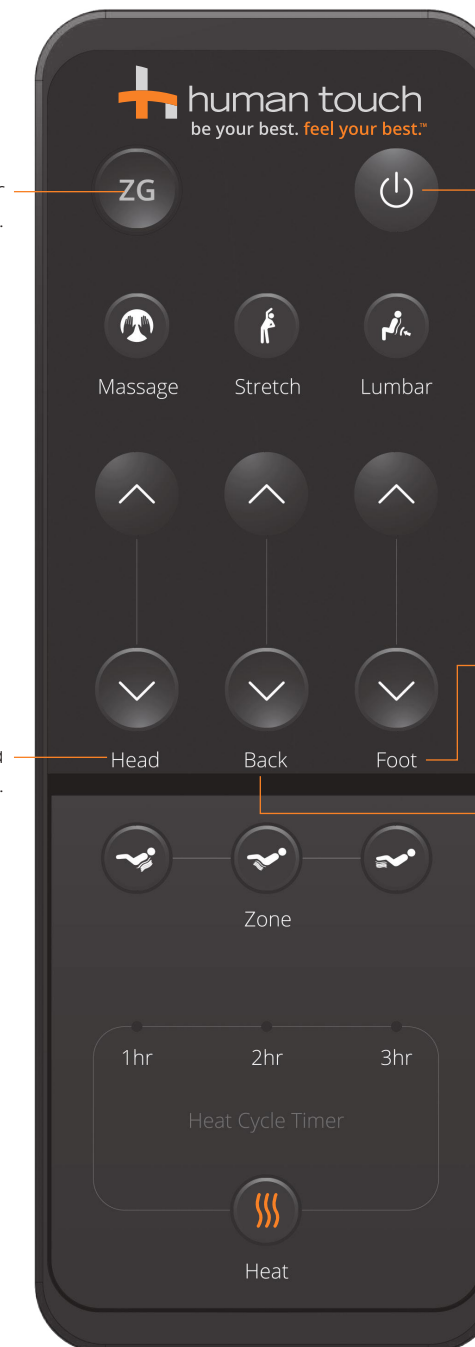 human touch
be your best. feel your best.™
ZG
Massage Stretch Lumbar
Head Back Foot
Zone
1hr 2hr 3hr
Heat Cycle Timer
Heat